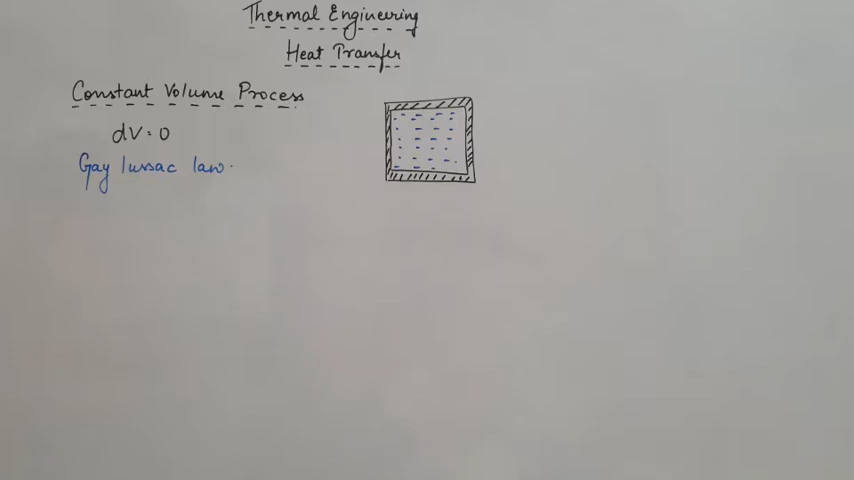 Thermal Engineering
Heat Transfer
Constant Volume Process
dV = 0
Gay lussac law.